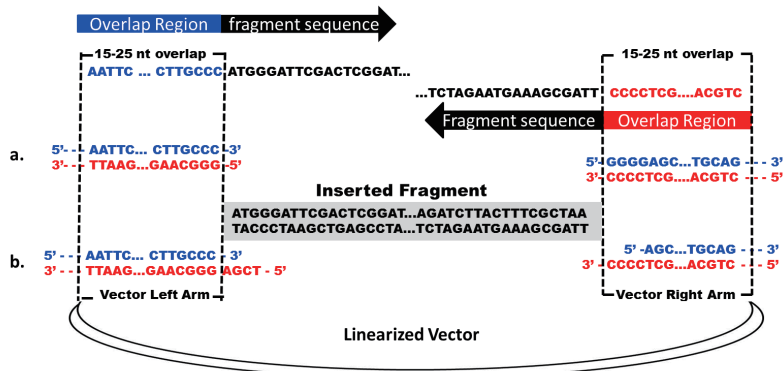 Overlap Region fragment sequence
15-25 nt overlap 15-25 nt overlap
AATTC ... CTTGCCC ATGGGATTCGACTCGGAT...
...TCTAGAATGAAAGCGATT CCCCTCG....ACGTC
Fragment sequence Overlap Region
a. 5'- - - AATTC... CTTGCCC -3' 5'- GGGGAGC...TGCAG - - - 3'
3'- - - TTAAG...GAACGGG -5' 3'- CCCCTCG....ACGTC - - - 5'
Inserted Fragment
ATGGGATTCGACTCGGAT...AGATCTTACTTTCGCTAA
TACCCTAAGCTGAGCCTA...TCTAGAATGAAAGCGATT
b. 5'- - - AATTC... CTTGCCC - 3' 5' -AGC...TGCAG - - - 3'
3' - - - TTAAG...GAACGGG AGCT - 5' 3' - CCCCTCG...ACGTC - - - 5'
Vector Left Arm Vector Right Arm
Linearized Vector